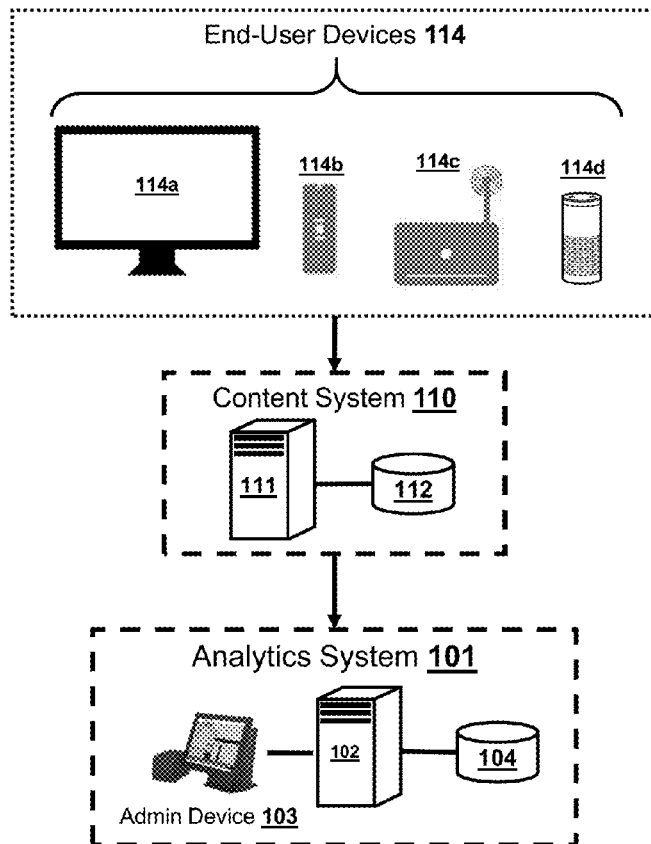 End-User Devices 114
114a
114b
114c
114d
Content System 110
111
112
Analytics System 101
102
104
Admin Device 103